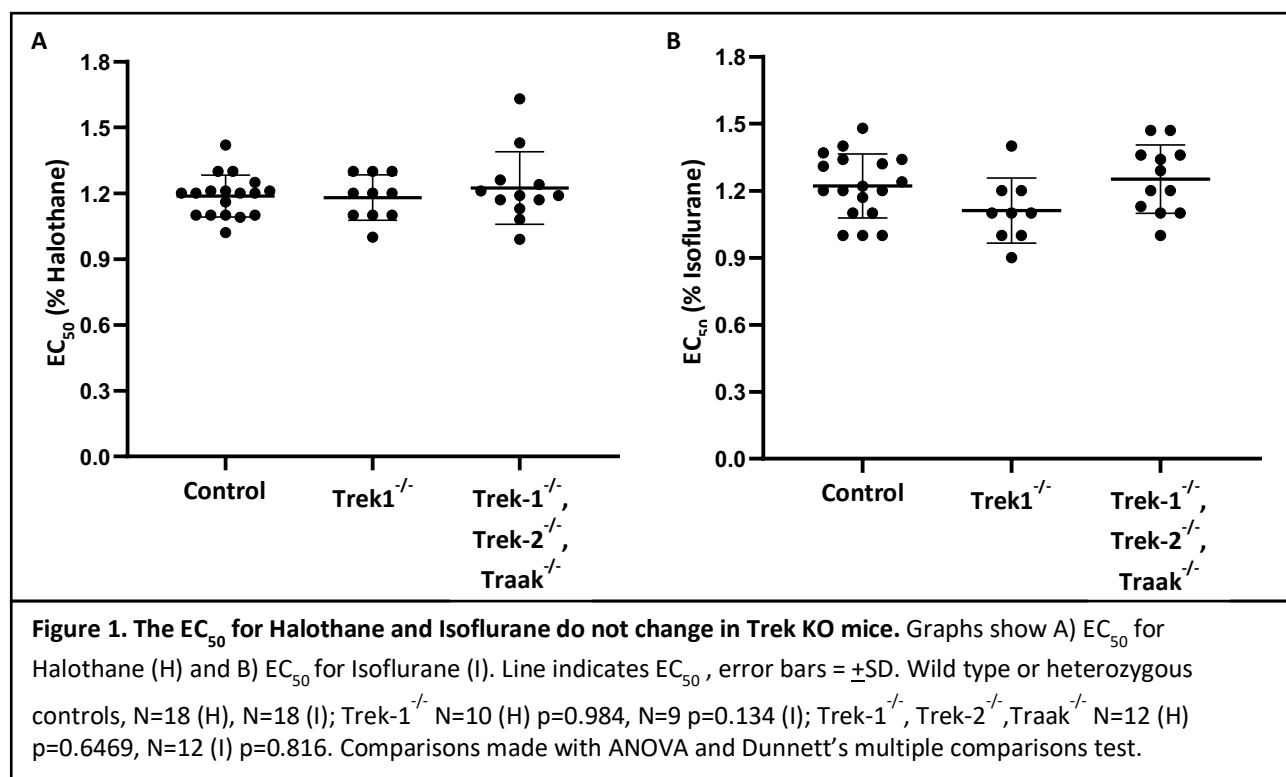 A
1.8
1.5
1.2
0.9
0.6
0.3
0.0
EC50 (% Halothane)
Control
Trek1-/-
Trek-1-/-,
Trek-2-/-,
Traak-/-
B
1.8
1.5
1.2
0.9
0.6
0.3
0.0
EC50 (% Isoflurane)
Control
Trek1-/-
Trek-1-/-,
Trek-2-/-,
Traak-/-
Figure 1. The EC50 for Halothane and Isoflurane do not change in Trek KO mice. Graphs show A) EC50 for
Halothane (H) and B) EC50 for Isoflurane (I). Line indicates EC50 , error bars = +SD. Wild type or heterozygous
controls, N=18 (H), N=18 (I); Trek-1-/- N=10 (H) p=0.984, N=9 p=0.134 (I); Trek-1-/-, Trek-2-/-,Traak-/- N=12 (H)
p=0.6469, N=12 (I) p=0.816. Comparisons made with ANOVA and Dunnett's multiple comparisons test.